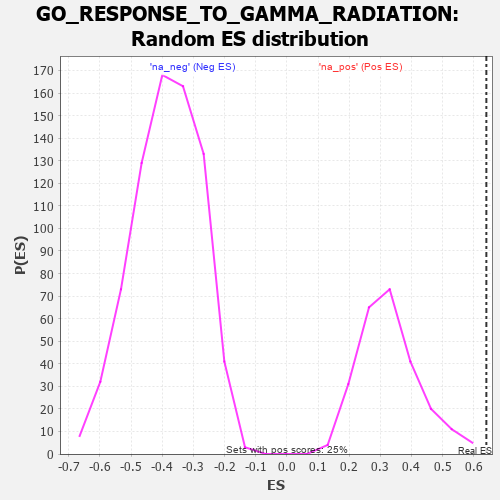 GO_RESPONSE_TO_GAMMA_RADIATION:
Random ES distribution
'na_neg' (Neg ES)
'na_pos' (Pos ES)
170
160
150
140
130
120
110
100
90
80
70
60
50
40
30
20
10
0
P(ES)
Sets with pos scores: 25%
Real ES
-0.7 -0.6 -0.5 -0.4 -0.3 -0.2 -0.1 0.0 0.1 0.2 0.3 0.4 0.5 0.6
ES